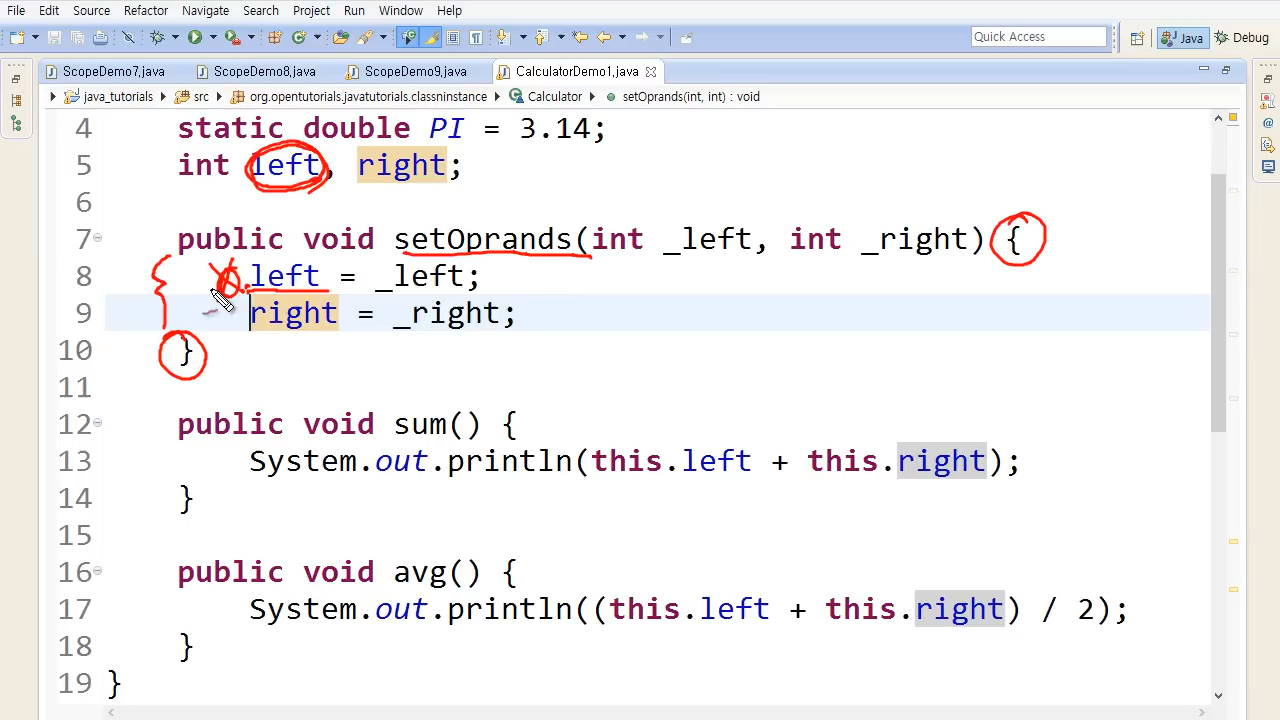 File Edit Source Refactor Navigate Search Project Run Window Help
Quick Access Java Debug
ScopeDemo7.java ScopeDemo8.java ScopeDemo9.java CalculatorDemo1.java
java_tutorials src org.opentutorials.javatutorials.classninstance Calculator setOprands(int, int) : void
4 static double PI = 3.14;
5 int left, right;
6
7 public void setOprands(int _left, int _right) {
8 left = _left;
9 right = _right;
10 }
11
12 public void sum() {
13 System.out.println(this.left + this.right);
14 }
15
16 public void avg() {
17 System.out.println((this.left + this.right) / 2);
18 }
19 }